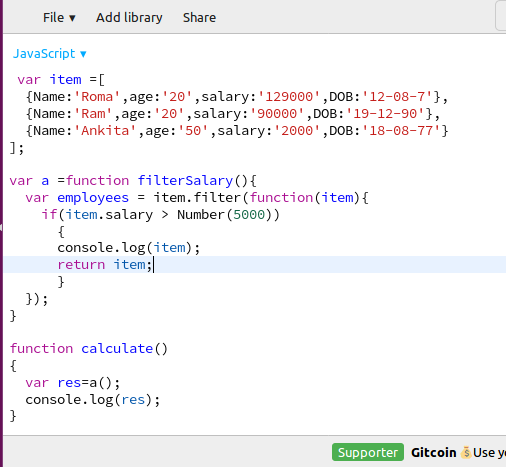 File ▾ Add library Share
JavaScript ▾
var item =[
{Name:'Roma',age:'20',salary:'129000',DOB:'12-08-7'},
{Name:'Ram',age:'20',salary:'90000',DOB:'19-12-90'},
{Name:'Ankita',age:'50',salary:'2000',DOB:'18-08-77'}
];
var a =function filterSalary(){
var employees = item.filter(function(item){
if(item.salary > Number(5000))
{
console.log(item);
return item;
}
});
}
function calculate()
{
var res=a();
console.log(res);
}
Supporter Gitcoin 💰Use